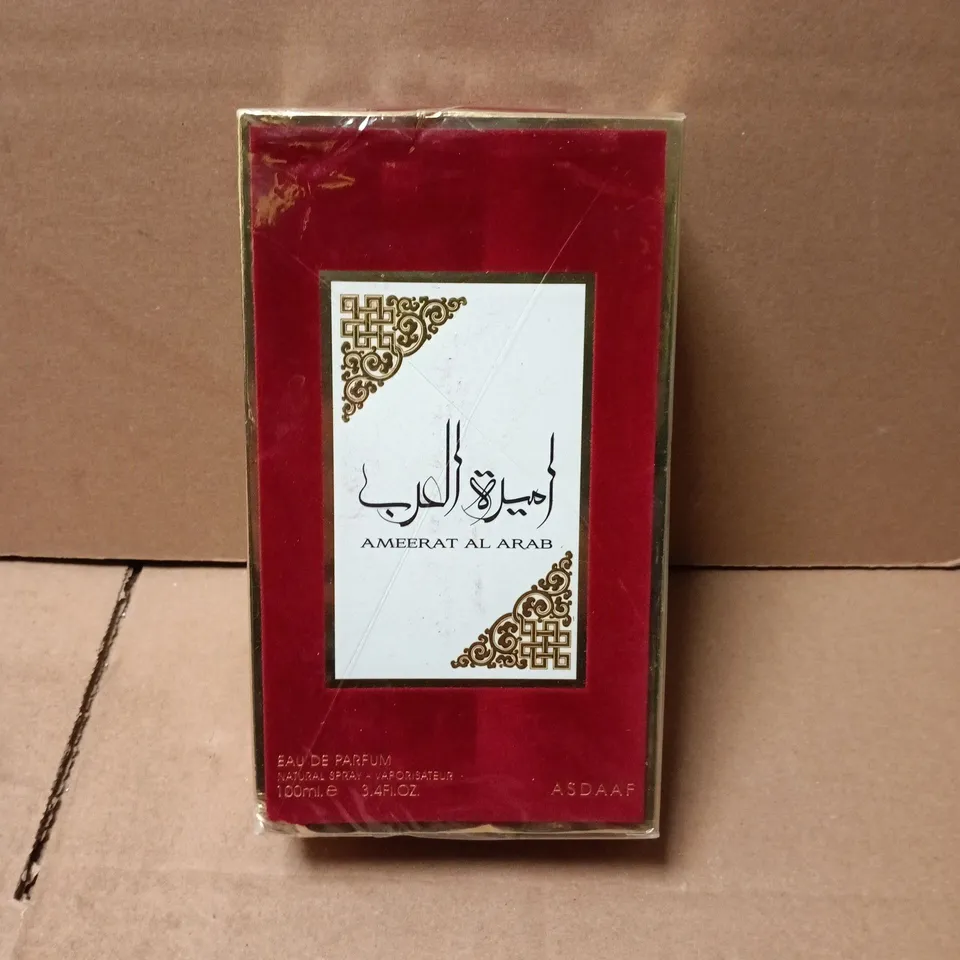 اميرة العرب
AMEERAT AL ARAB
EAU DE PARFUM
NATURAL SPRAY - VAPORISATEUR
100ml.e 3.4Fl.OZ.
ASDAAF